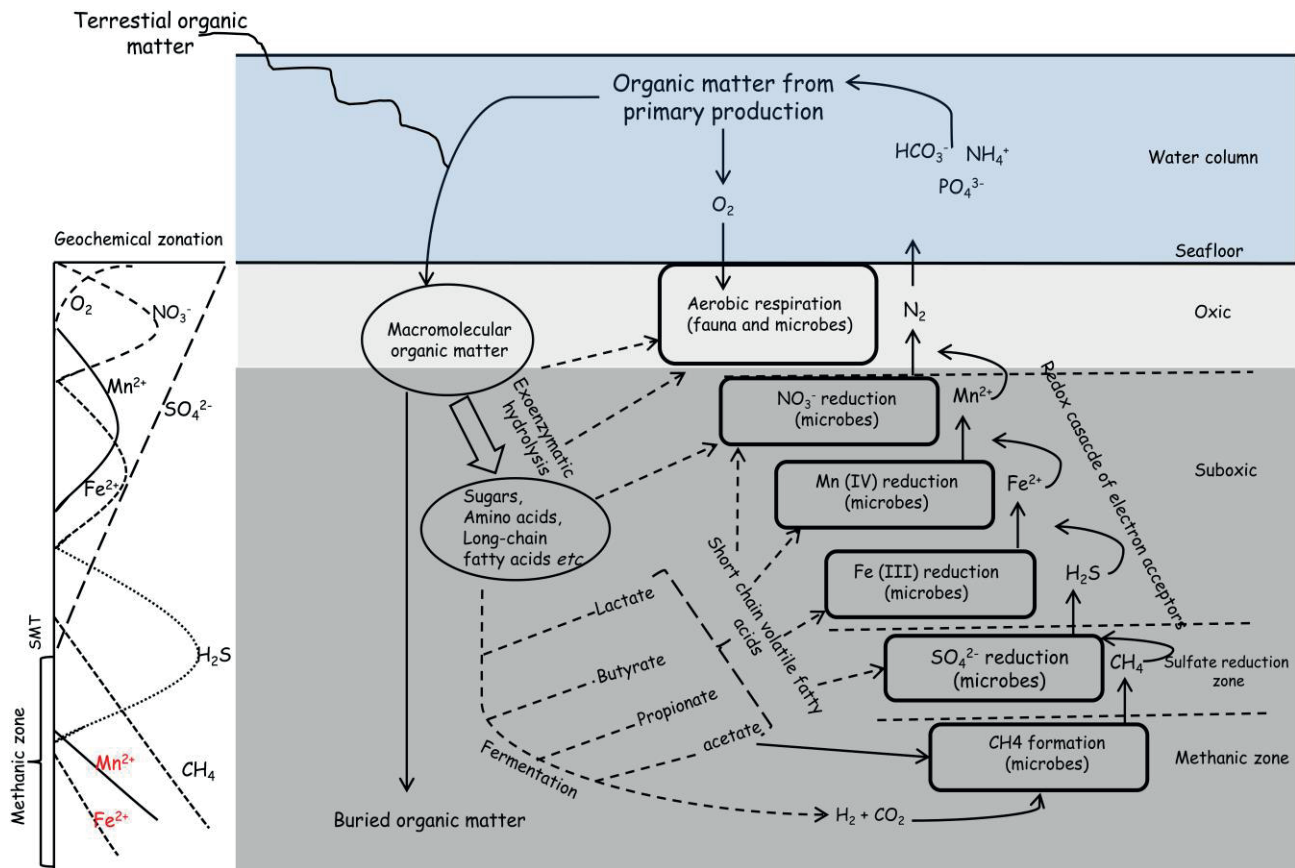 Terrestial organic
matter
Organic matter from
primary production
HCO₃⁻ NH₄⁺
PO₄³⁻
Water column
O₂
Geochemical zonation
Seafloor
O₂
NO₃⁻
Mn²⁺
SO₄²⁻
Fe²⁺
SMT
H₂S
Methanic zone
Mn²⁺
CH₄
Fe²⁺
Macromolecular
organic matter
Aerobic respiration
(fauna and microbes)
N₂
Oxic
Exoenzymatic
hydrolysis
NO₃⁻ reduction
(microbes)
Mn²⁺
Redox casacde of electron acceptors
Suboxic
Sugars,
Amino acids,
Long-chain
fatty acids etc
Mn (IV) reduction
(microbes)
Fe²⁺
Short chain volatile fatty
acids
Fe (III) reduction
(microbes)
H₂S
Lactate
Butyrate
Propionate
acetate
Fermentation
SO₄²⁻ reduction
(microbes)
CH₄
Sulfate reduction
zone
CH4 formation
(microbes)
Methanic zone
Buried organic matter
H₂ + CO₂